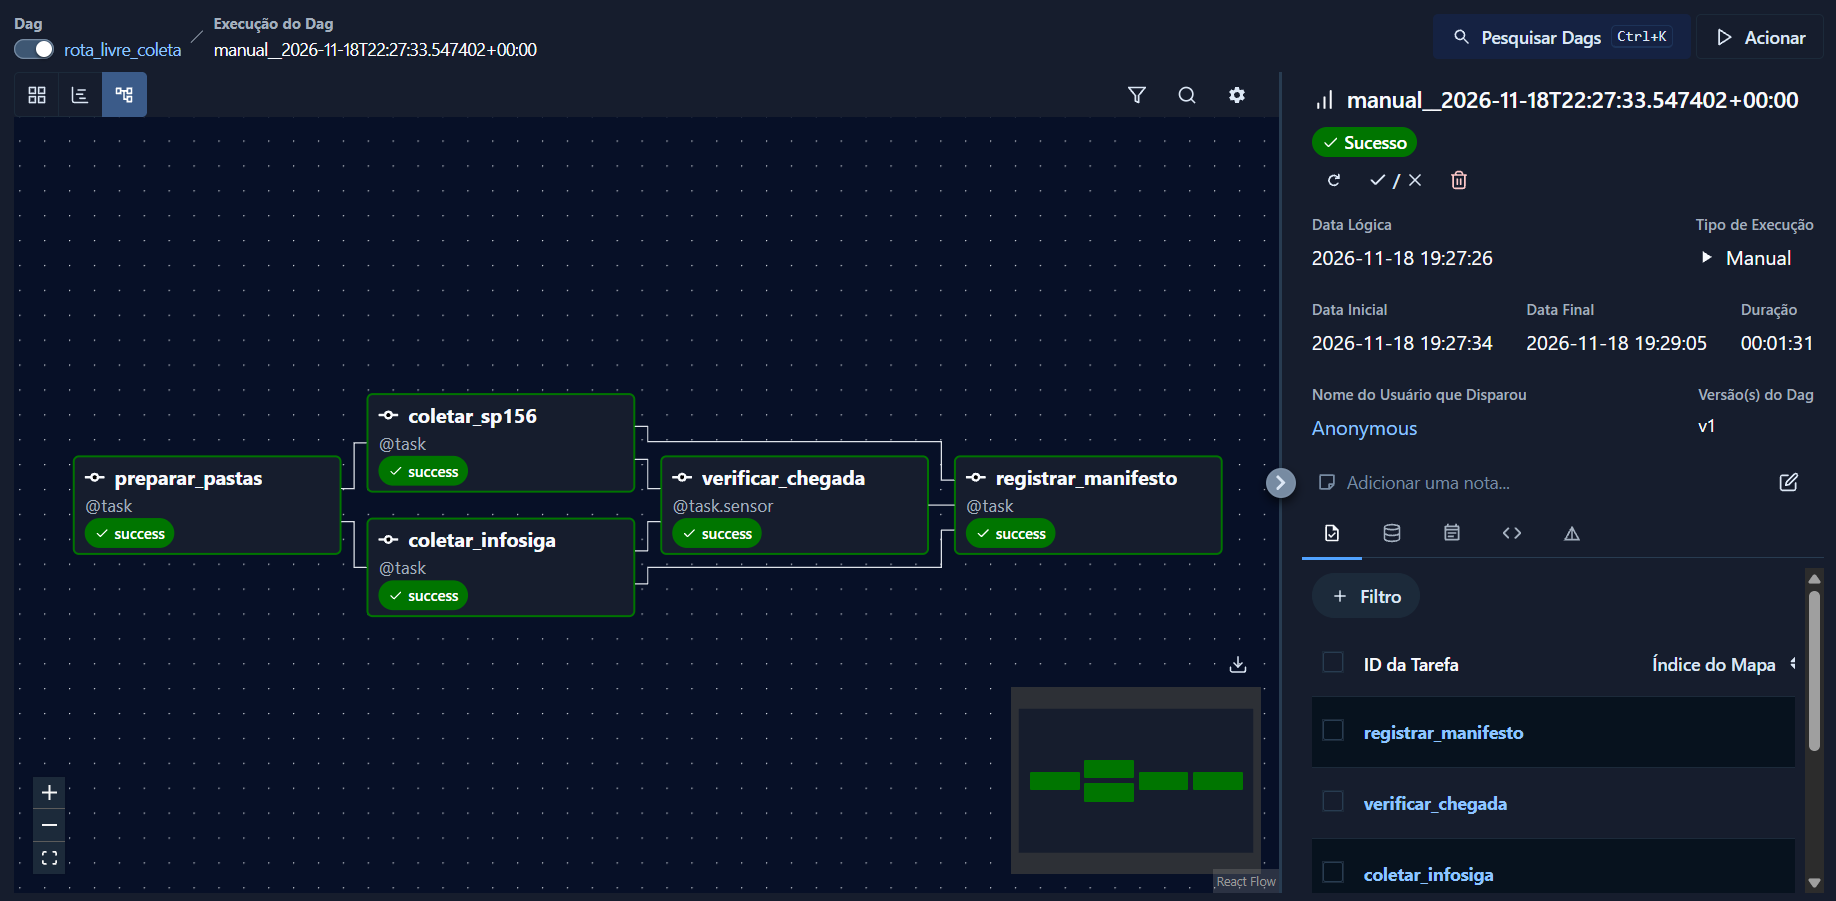 Dag
rota_livre_coleta
Execução do Dag
manual__2026-11-18T22:27:33.547402+00:00
Pesquisar Dags Ctrl+K
Acionar
coletar_sp156
@task
success
preparar_pastas
@task
success
verificar_chegada
@task.sensor
success
registrar_manifesto
@task
success
coletar_infosiga
@task
success
React Flow
manual__2026-11-18T22:27:33.547402+00:00
Sucesso
/
Data Lógica
Tipo de Execução
2026-11-18 19:27:26
Manual
Data Inicial
Data Final
Duração
2026-11-18 19:27:34
2026-11-18 19:29:05
00:01:31
Nome do Usuário que Disparou
Versão(s) do Dag
Anonymous
v1
Adicionar uma nota...
Filtro
ID da Tarefa
Índice do Mapa
registrar_manifesto
verificar_chegada
coletar_infosiga